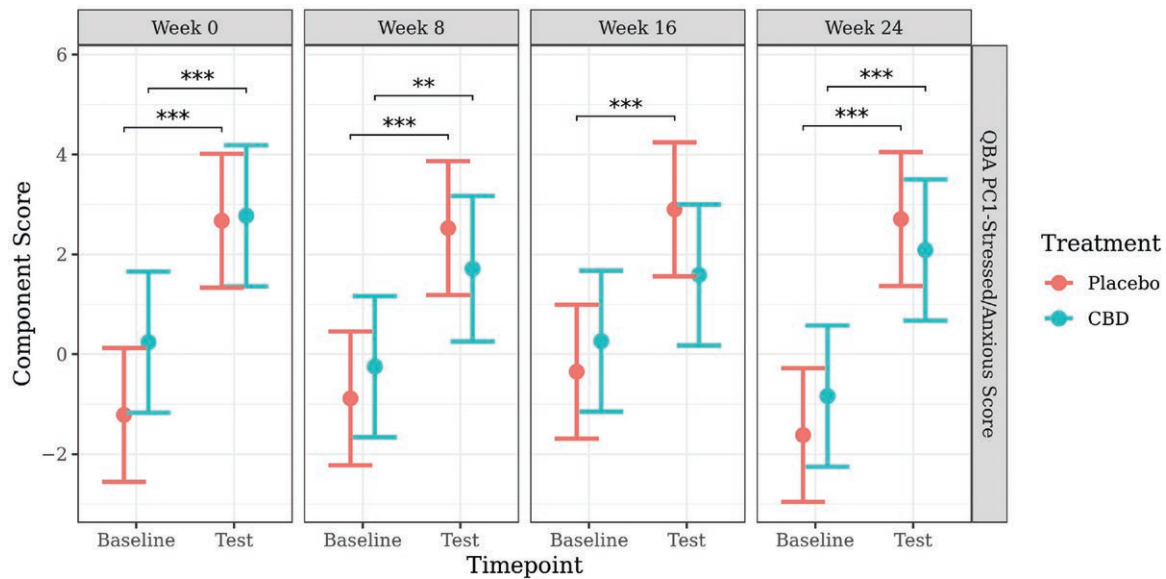 Week 0
Week 8
Week 16
Week 24
6
4
2
0
−2
Component Score
***
***
**
***
***
***
***
QBA PC1-Stressed/Anxious Score
Treatment
Placebo
CBD
Baseline Test
Baseline Test
Baseline Test
Baseline Test
Timepoint